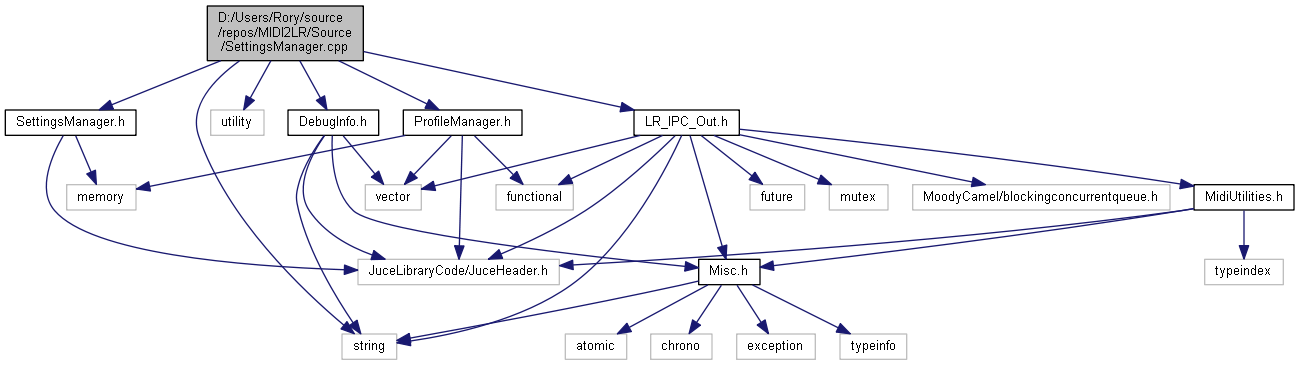 D:/Users/Rory/source
/repos/MIDI2LR/Source
/SettingsManager.cpp
SettingsManager.h
utility
DebugInfo.h
ProfileManager.h
LR_IPC_Out.h
memory
vector
functional
future
mutex
MoodyCamel/blockingconcurrentqueue.h
MidiUtilities.h
JuceLibraryCode/JuceHeader.h
Misc.h
typeindex
string
atomic
chrono
exception
typeinfo